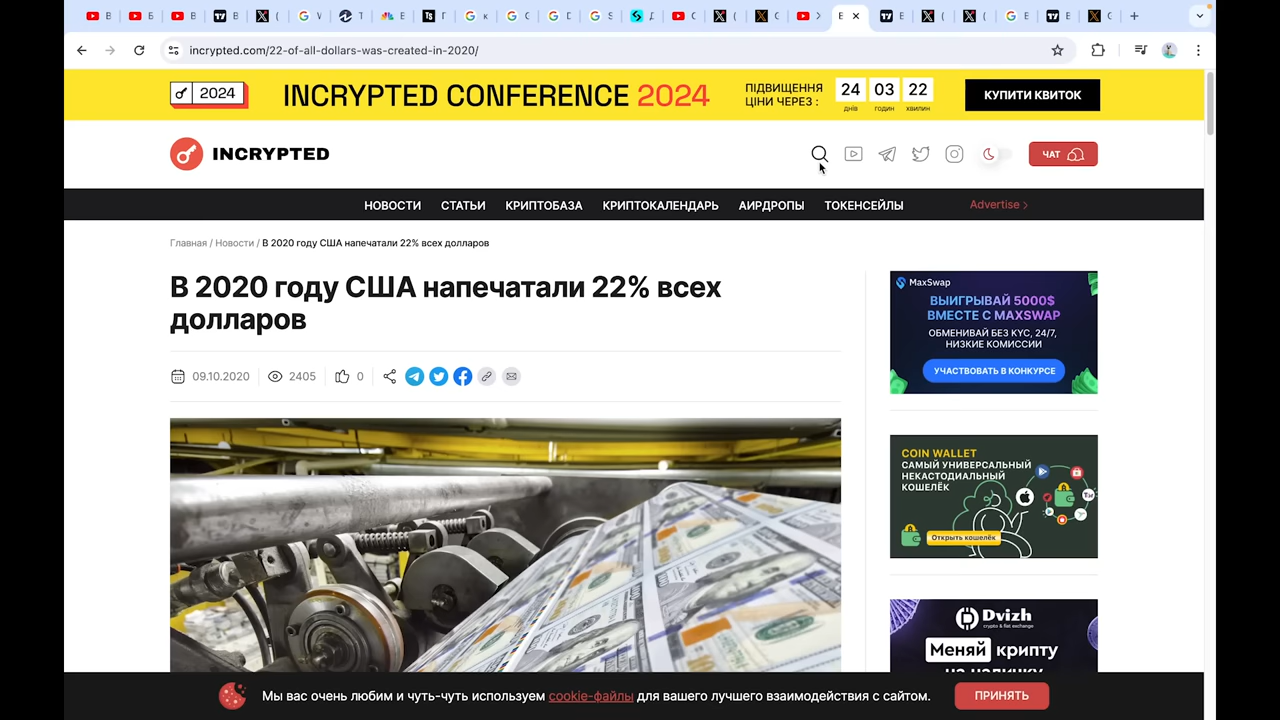 incrypted.com/22-of-all-dollars-was-created-in-2020/
2024
INCRYPTED CONFERENCE 2024
ПІДВИЩЕННЯ
ЦІНИ ЧЕРЕЗ :
24 03 22
днів годин хвилин
КУПИТИ КВИТОК
INCRYPTED
ЧАТ
НОВОСТИ СТАТЬИ КРИПТОБАЗА КРИПТОКАЛЕНДАРЬ АИРДРОПЫ ТОКЕНСЕЙЛЫ Advertise
Главная / Новости / В 2020 году США напечатали 22% всех долларов
В 2020 году США напечатали 22% всех
долларов
09.10.2020 2405 0
MaxSwap
ВЫИГРЫВАЙ 5000$
ВМЕСТЕ С MAXSWAP
ОБМЕНИВАЙ БЕЗ KYC, 24/7,
НИЗКИЕ КОМИССИИ
УЧАСТВОВАТЬ В КОНКУРСЕ
COIN WALLET
САМЫЙ УНИВЕРСАЛЬНЫЙ
НЕКАСТОДИАЛЬНЫЙ
КОШЕЛЁК
Открыть кошелёк
Dvizh
crypto & fiat exchange
Меняй крипту
на наличку
Мы вас очень любим и чуть-чуть используем cookie-файлы для вашего лучшего взаимодействия с сайтом.
ПРИНЯТЬ